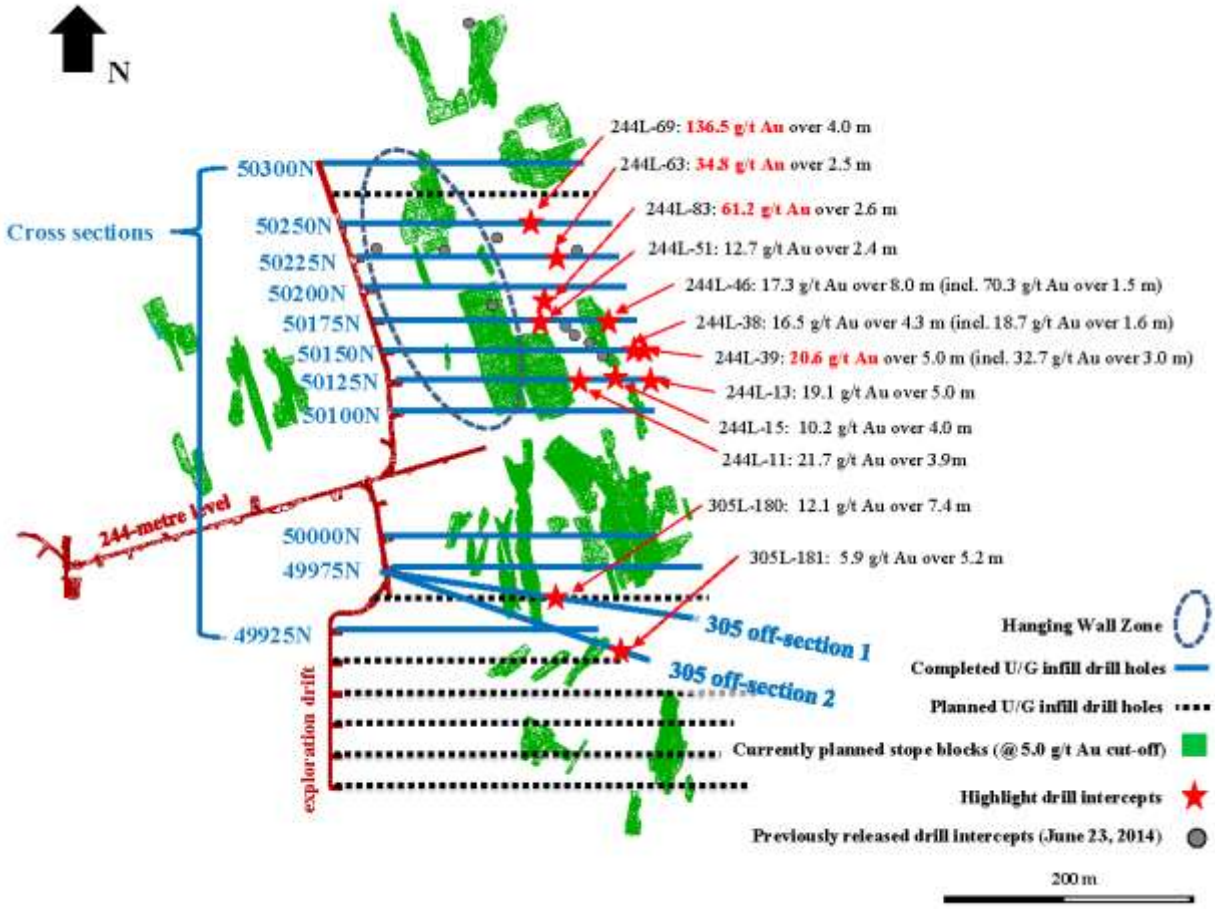 N
244L-69: 136.5 g/t Au over 4.0 m
50300N
244L-63: 34.8 g/t Au over 2.5 m
244L-83: 61.2 g/t Au over 2.6 m
50250N
Cross sections
244L-51: 12.7 g/t Au over 2.4 m
50225N
244L-46: 17.3 g/t Au over 8.0 m (incl. 70.3 g/t Au over 1.5 m)
50200N
50175N
244L-38: 16.5 g/t Au over 4.3 m (incl. 18.7 g/t Au over 1.6 m)
50150N
244L-39: 20.6 g/t Au over 5.0 m (incl. 32.7 g/t Au over 3.0 m)
50125N
244L-13: 19.1 g/t Au over 5.0 m
50100N
244L-15: 10.2 g/t Au over 4.0 m
244L-11: 21.7 g/t Au over 3.9m
244-metre level
305L-180: 12.1 g/t Au over 7.4 m
50000N
305L-181: 5.9 g/t Au over 5.2 m
49975N
49925N
305 off-section 1
305 off-section 2
exploration drift
Hanging Wall Zone
Completed U/G infill drill holes
Planned U/G infill drill holes
Currently planned stope blocks (@ 5.0 g/t Au cut-off)
Highlight drill intercepts
Previously released drill intercepts (June 23, 2014)
200 m